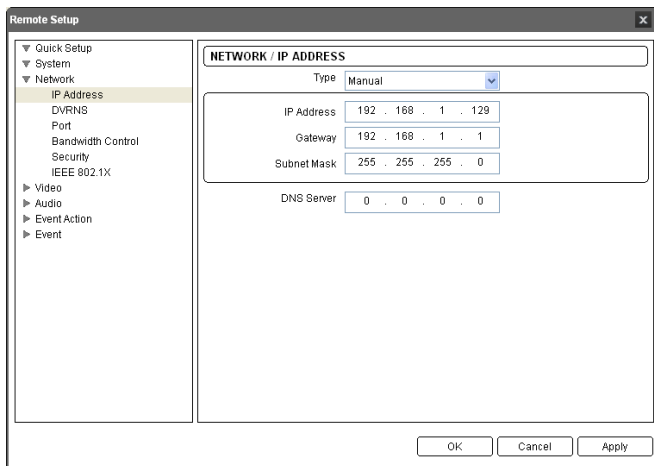 Remote Setup
x
Quick Setup
System
Network
IP Address
DVRNS
Port
Bandwidth Control
Security
IEEE 802.1X
Video
Audio
Event Action
Event
NETWORK / IP ADDRESS
Type Manual
IP Address 192 . 168 . 1 . 129
Gateway 192 . 168 . 1 . 1
Subnet Mask 255 . 255 . 255 . 0
DNS Server 0 . 0 . 0 . 0
OK Cancel Apply